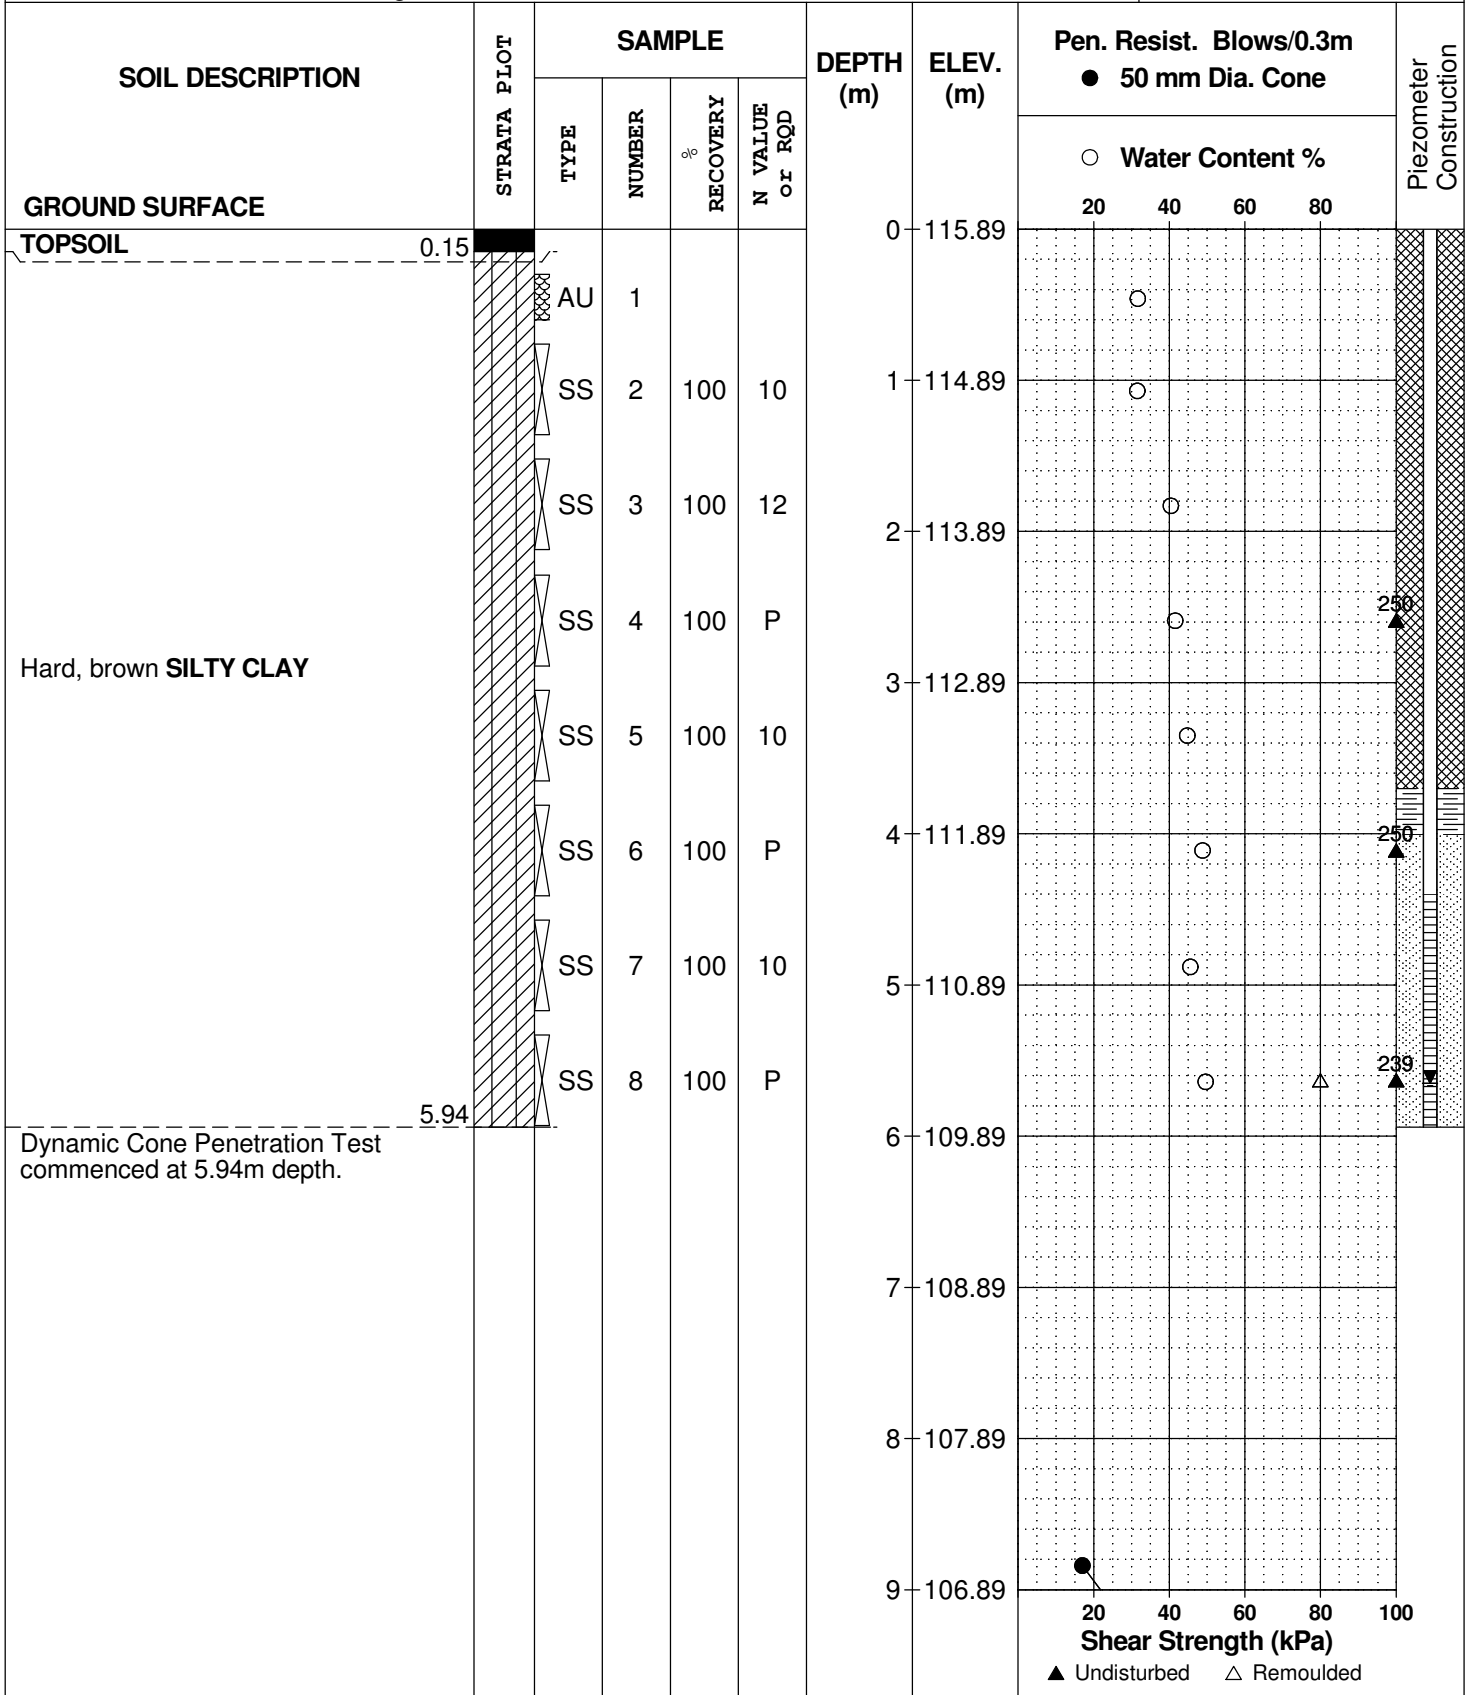 SOIL DESCRIPTION
GROUND SURFACE
STRATA PLOT
SAMPLE
TYPE
NUMBER
%
RECOVERY
N VALUE
or RQD
DEPTH
(m)
ELEV.
(m)
Pen. Resist. Blows/0.3m
● 50 mm Dia. Cone
○ Water Content %
20 40 60 80
Piezometer
Construction
TOPSOIL 0.15
0 115.89
AU 1
SS 2 100 10
1 114.89
SS 3 100 12
2 113.89
250
SS 4 100 P
Hard, brown SILTY CLAY
3 112.89
SS 5 100 10
4 111.89
250
SS 6 100 P
SS 7 100 10
5 110.89
239
SS 8 100 P
5.94
6 109.89
Dynamic Cone Penetration Test
commenced at 5.94m depth.
7 108.89
8 107.89
9 106.89
20 40 60 80 100
Shear Strength (kPa)
▲ Undisturbed △ Remoulded